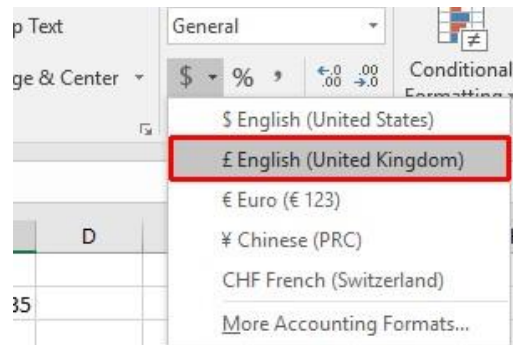 p Text
General
ge & Center
$ % ,
←.0 .00
.00 →.0
Conditional
Formatting
$ English (United States)
£ English (United Kingdom)
€ Euro (€ 123)
¥ Chinese (PRC)
CHF French (Switzerland)
More Accounting Formats...
D
35